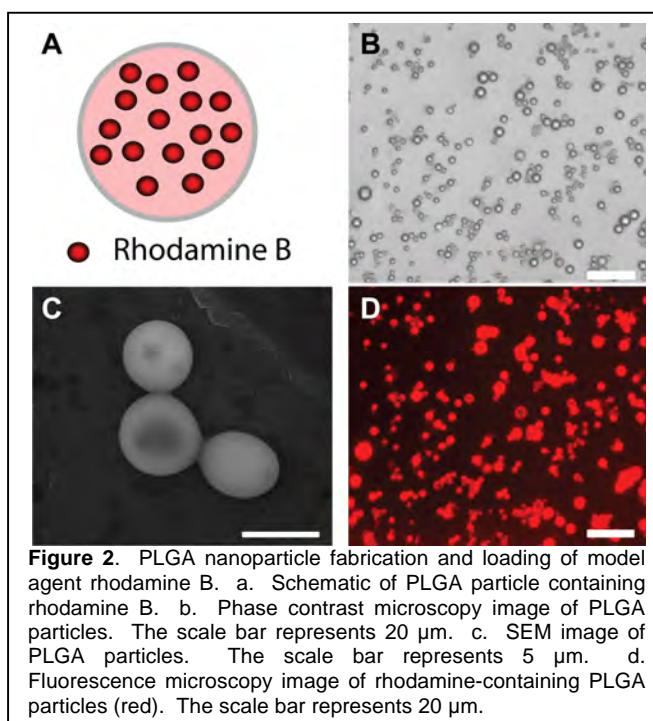 A
B
Rhodamine B
C
D
Figure 2. PLGA nanoparticle fabrication and loading of model
agent rhodamine B. a. Schematic of PLGA particle containing
rhodamine B. b. Phase contrast microscopy image of PLGA
particles. The scale bar represents 20 µm. c. SEM image of
PLGA particles. The scale bar represents 5 µm. d.
Fluorescence microscopy image of rhodamine-containing PLGA
particles (red). The scale bar represents 20 µm.